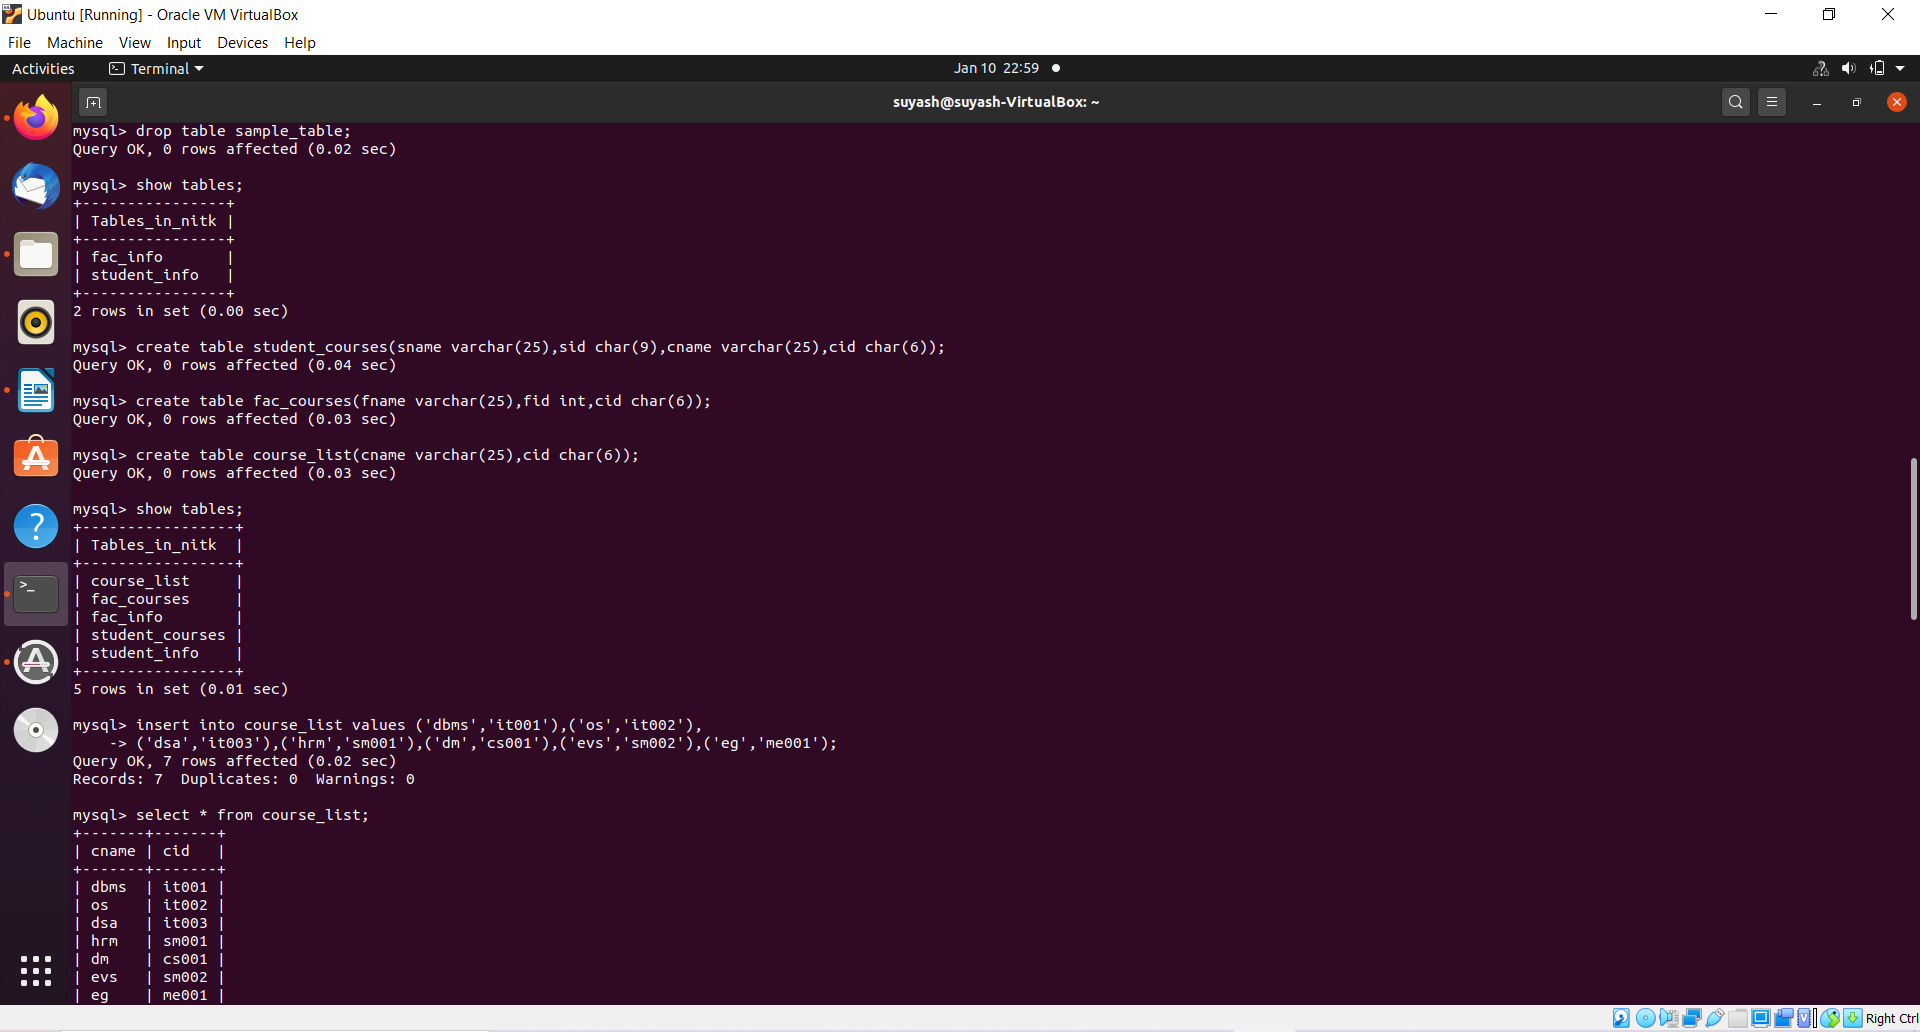 Ubuntu [Running] - Oracle VM VirtualBox
File Machine View Input Devices Help
Activities Terminal Jan 10 22:59
suyash@suyash-VirtualBox: ~
mysql> drop table sample_table;
Query OK, 0 rows affected (0.02 sec)
mysql> show tables;
+----------------+
| Tables_in_nitk |
+----------------+
| fac_info       |
| student_info   |
+----------------+
2 rows in set (0.00 sec)
mysql> create table student_courses(sname varchar(25),sid char(9),cname varchar(25),cid char(6));
Query OK, 0 rows affected (0.04 sec)
mysql> create table fac_courses(fname varchar(25),fid int,cid char(6));
Query OK, 0 rows affected (0.03 sec)
mysql> create table course_list(cname varchar(25),cid char(6));
Query OK, 0 rows affected (0.03 sec)
mysql> show tables;
+-----------------+
| Tables_in_nitk  |
+-----------------+
| course_list     |
| fac_courses     |
| fac_info        |
| student_courses |
| student_info    |
+-----------------+
5 rows in set (0.01 sec)
mysql> insert into course_list values ('dbms','it001'),('os','it002'),
    -> ('dsa','it003'),('hrm','sm001'),('dm','cs001'),('evs','sm002'),('eg','me001');
Query OK, 7 rows affected (0.02 sec)
Records: 7  Duplicates: 0  Warnings: 0
mysql> select * from course_list;
+-------+-------+
| cname | cid   |
+-------+-------+
| dbms  | it001 |
| os    | it002 |
| dsa   | it003 |
| hrm   | sm001 |
| dm    | cs001 |
| evs   | sm002 |
| eg    | me001 |
Right Ctrl